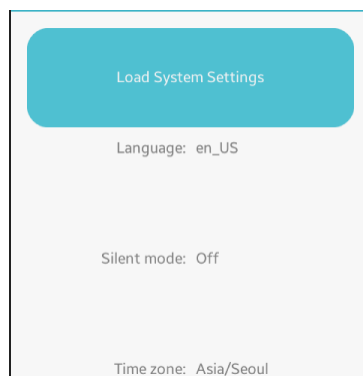 Load System Settings
Language: en_US
Silent mode: Off
Time zone: Asia/Seoul